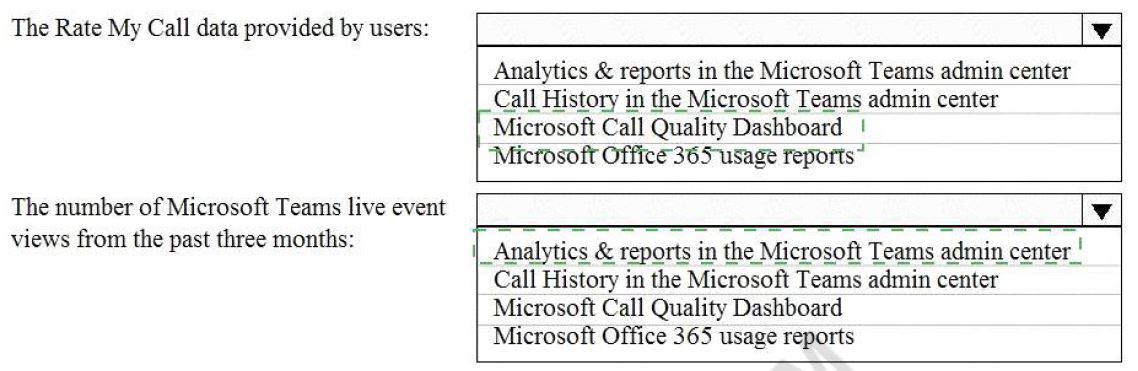 The Rate My Call data provided by users:
Analytics & reports in the Microsoft Teams admin center
Call History in the Microsoft Teams admin center
Microsoft Call Quality Dashboard
Microsoft Office 365 usage reports
The number of Microsoft Teams live event
views from the past three months:
Analytics & reports in the Microsoft Teams admin center
Call History in the Microsoft Teams admin center
Microsoft Call Quality Dashboard
Microsoft Office 365 usage reports